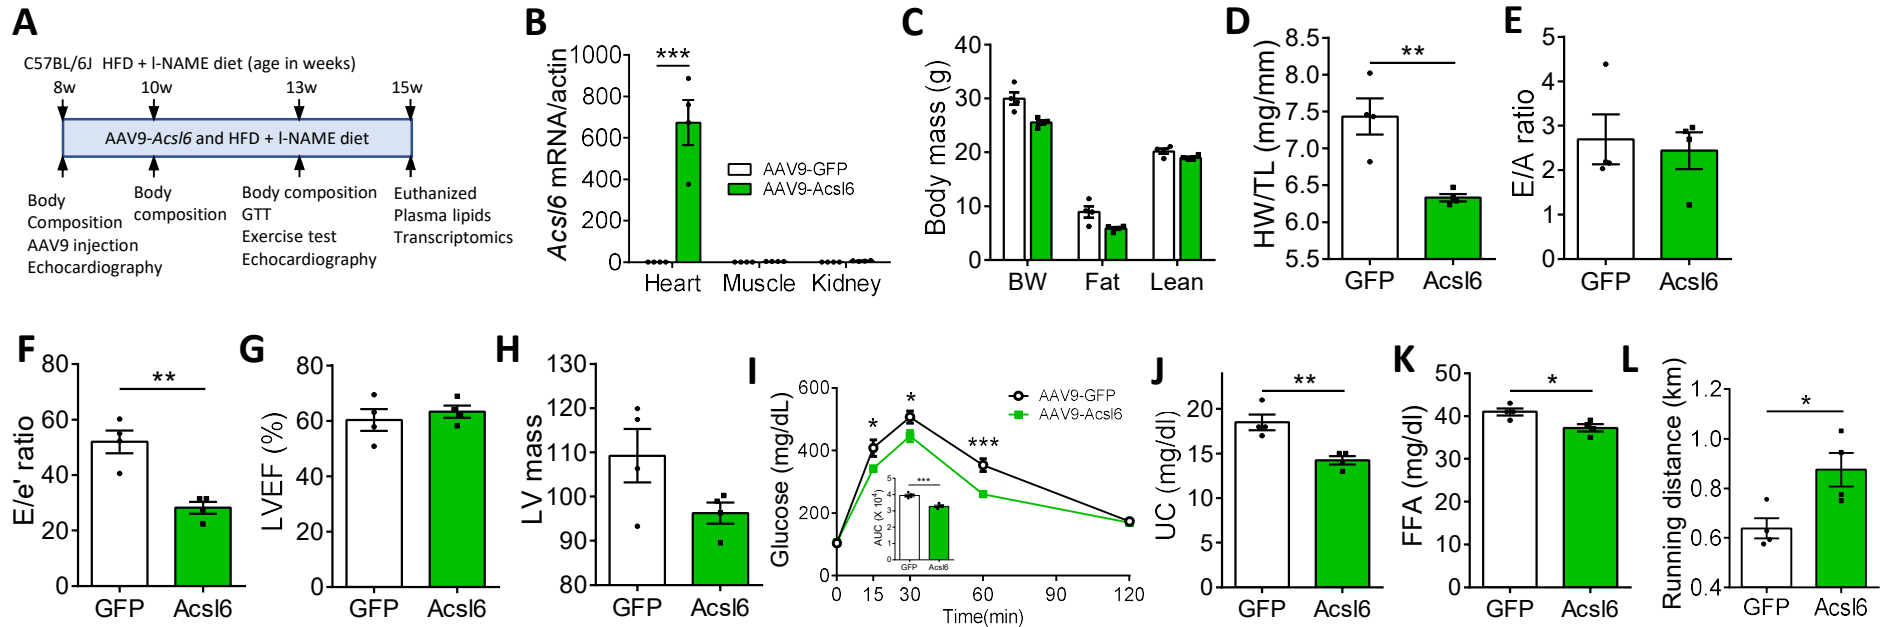 A
C57BL/6J HFD + l-NAME diet (age in weeks)
8w 10w 13w 15w
AAV9-Acsl6 and HFD + l-NAME diet
Body
Composition
AAV9 injection
Echocardiography
Body
composition
Body composition
GTT
Exercise test
Echocardiography
Euthanized
Plasma lipids
Transcriptomics
B
Acsl6 mRNA/actin
1000
800
600
400
200
0
***
AAV9-GFP
AAV9-Acsl6
Heart Muscle Kidney
C
Body mass (g)
40
30
20
10
0
BW Fat Lean
D
HW/TL (mg/mm)
8.5
8.0
7.5
7.0
6.5
6.0
5.5
**
GFP Acsl6
E
E/A ratio
5
4
3
2
1
0
GFP Acsl6
F
E/e' ratio
80
60
40
20
0
**
GFP Acsl6
G
LVEF (%)
80
60
40
20
0
GFP Acsl6
H
LV mass
130
120
110
100
90
80
GFP Acsl6
I
Glucose (mg/dL)
600
400
200
0
* * ***
AAV9-GFP
AAV9-Acsl6
AUC (X 10⁴)
5
4
3
2
1
0
***
GFP Acsl6
0 15 30 60 90 120
Time(min)
J
UC (mg/dl)
20
15
10
5
0
**
GFP Acsl6
K
FFA (mg/dl)
50
40
30
20
10
0
*
GFP Acsl6
L
Running distance (km)
1.2
1.0
0.8
0.6
0.4
*
GFP Acsl6